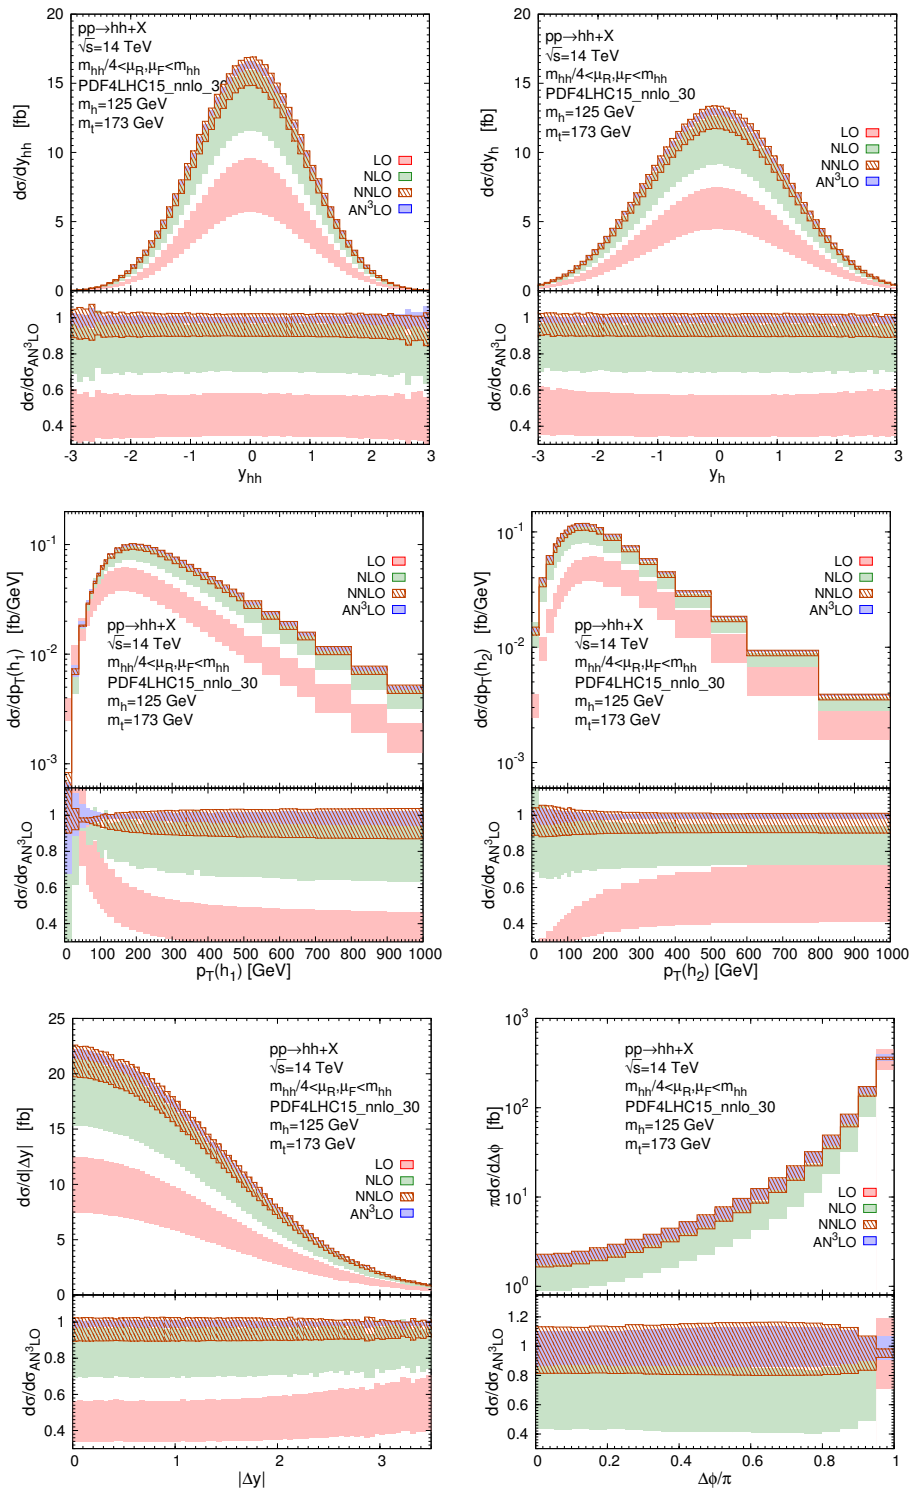 20
15
10
5
0
dσ/dy_hh [fb]
pp→hh+X
√s=14 TeV
m_hh/4<μ_R,μ_F<m_hh
PDF4LHC15_nnlo_30
m_h=125 GeV
m_t=173 GeV
LO
NLO
NNLO
AN³LO
1
0.8
0.6
0.4
dσ/dσ_AN³LO
-3 -2 -1 0 1 2 3
y_hh
20
15
10
5
0
dσ/dy_h [fb]
pp→hh+X
√s=14 TeV
m_hh/4<μ_R,μ_F<m_hh
PDF4LHC15_nnlo_30
m_h=125 GeV
m_t=173 GeV
LO
NLO
NNLO
AN³LO
1
0.8
0.6
0.4
dσ/dσ_AN³LO
-3 -2 -1 0 1 2 3
y_h
10⁻¹
10⁻²
10⁻³
dσ/dp_T(h_1) [fb/GeV]
LO
NLO
NNLO
AN³LO
pp→hh+X
√s=14 TeV
m_hh/4<μ_R,μ_F<m_hh
PDF4LHC15_nnlo_30
m_h=125 GeV
m_t=173 GeV
1
0.8
0.6
0.4
dσ/dσ_AN³LO
0 100 200 300 400 500 600 700 800 900 1000
p_T(h_1) [GeV]
10⁻¹
10⁻²
10⁻³
dσ/dp_T(h_2) [fb/GeV]
LO
NLO
NNLO
AN³LO
pp→hh+X
√s=14 TeV
m_hh/4<μ_R,μ_F<m_hh
PDF4LHC15_nnlo_30
m_h=125 GeV
m_t=173 GeV
1
0.8
0.6
0.4
dσ/dσ_AN³LO
0 100 200 300 400 500 600 700 800 900 1000
p_T(h_2) [GeV]
25
20
15
10
5
0
dσ/d|Δy| [fb]
pp→hh+X
√s=14 TeV
m_hh/4<μ_R,μ_F<m_hh
PDF4LHC15_nnlo_30
m_h=125 GeV
m_t=173 GeV
LO
NLO
NNLO
AN³LO
1
0.8
0.6
0.4
dσ/dσ_AN³LO
0 1 2 3
|Δy|
10³
10²
10¹
10⁰
πdσ/dΔϕ [fb]
pp→hh+X
√s=14 TeV
m_hh/4<μ_R,μ_F<m_hh
PDF4LHC15_nnlo_30
m_h=125 GeV
m_t=173 GeV
LO
NLO
NNLO
AN³LO
1.2
1
0.8
0.6
0.4
dσ/dσ_AN³LO
0 0.2 0.4 0.6 0.8 1
Δϕ/π